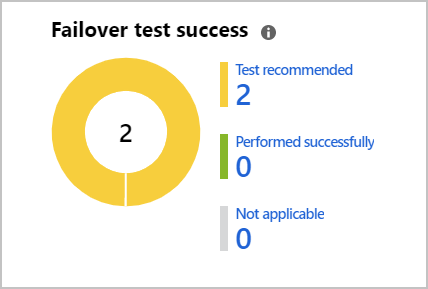 Failover test success
2
Test recommended
2
Performed successfully
0
Not applicable
0